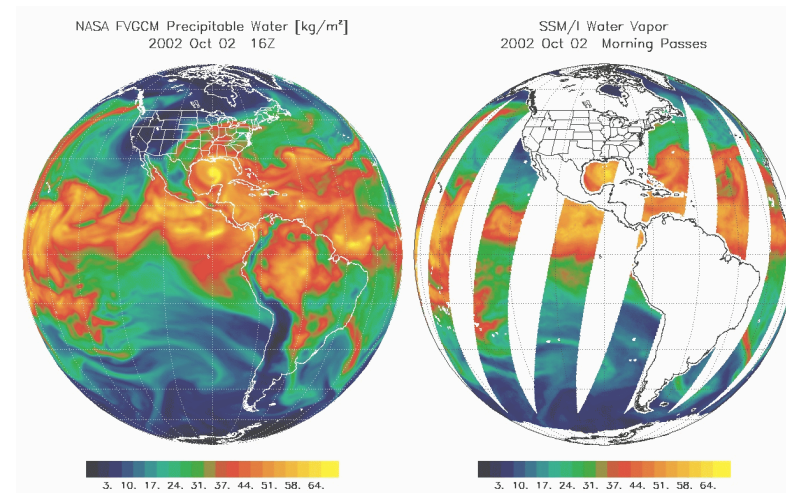 NASA FVGCM Precipitable Water [kg/m²]
2002 Oct 02 16Z
SSM/I Water Vapor
2002 Oct 02 Morning Passes
3. 10. 17. 24. 31. 37. 44. 51. 58. 64.
3. 10. 17. 24. 31. 37. 44. 51. 58. 64.